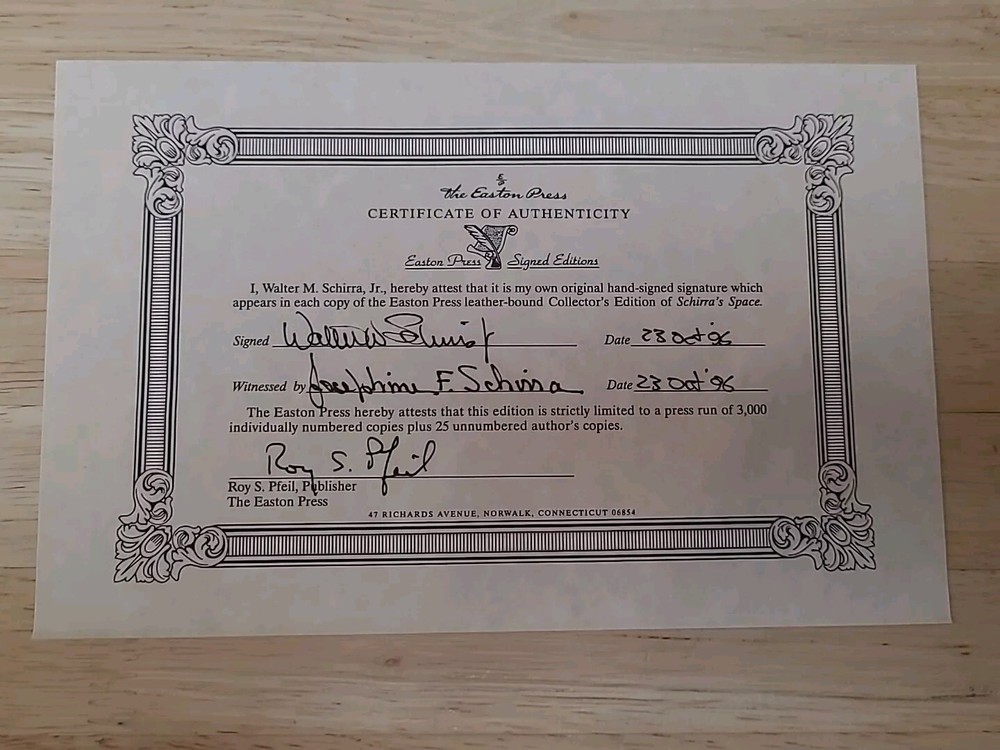 The Easton Press
CERTIFICATE OF AUTHENTICITY
Easton Press Signed Editions
I, Walter M. Schirra, Jr., hereby attest that it is my own original hand-signed signature which
appears in each copy of the Easton Press leather-bound Collector's Edition of Schirra's Space.
Signed Walter M Schirra Jr Date 23 Oct '96
Witnessed by Josephine F. Schirra Date 23 Oct '96
The Easton Press hereby attests that this edition is strictly limited to a press run of 3,000
individually numbered copies plus 25 unnumbered author's copies.
Roy S. Pfeil
Roy S. Pfeil, Publisher
The Easton Press
47 RICHARDS AVENUE, NORWALK, CONNECTICUT 06854